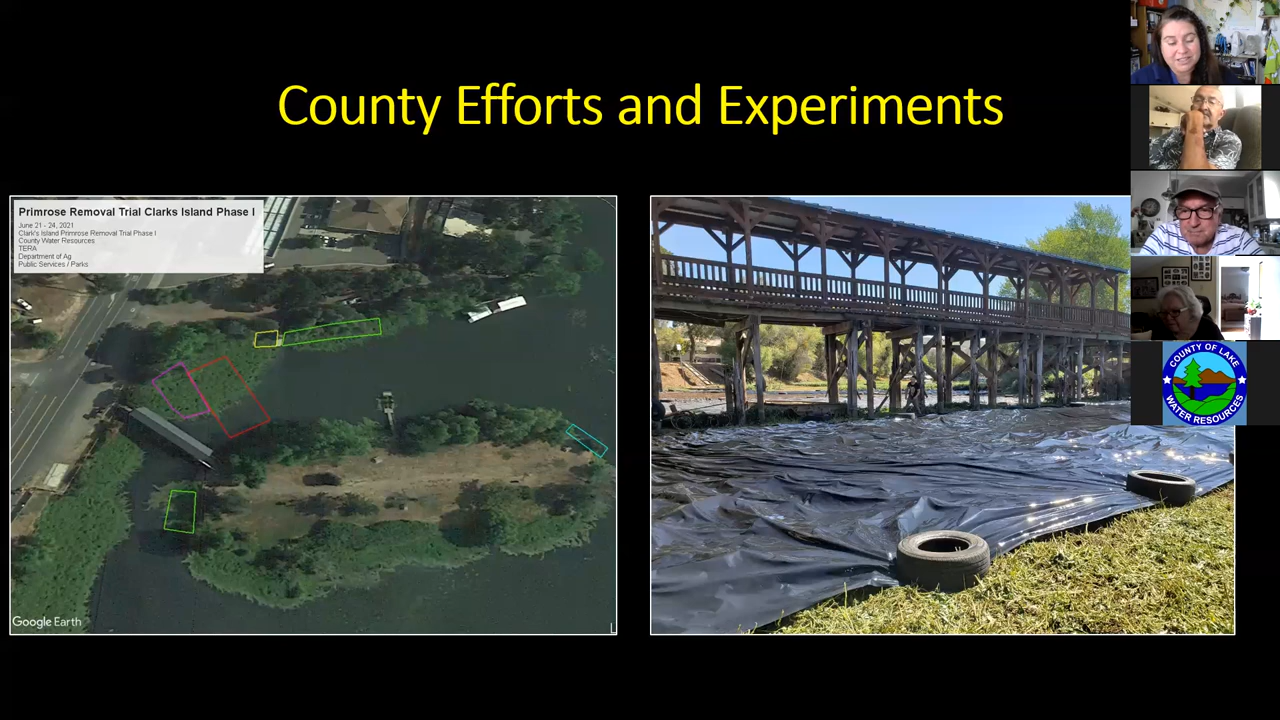 County Efforts and Experiments
Primrose Removal Trial Clarks Island Phase I
June 21 - 24, 2021
Clark's Island Primrose Removal Trial Phase I
County Water Resources
TERA
Department of Ag
Public Services / Parks
Google Earth
L
COUNTY OF LAKE
WATER RESOURCES